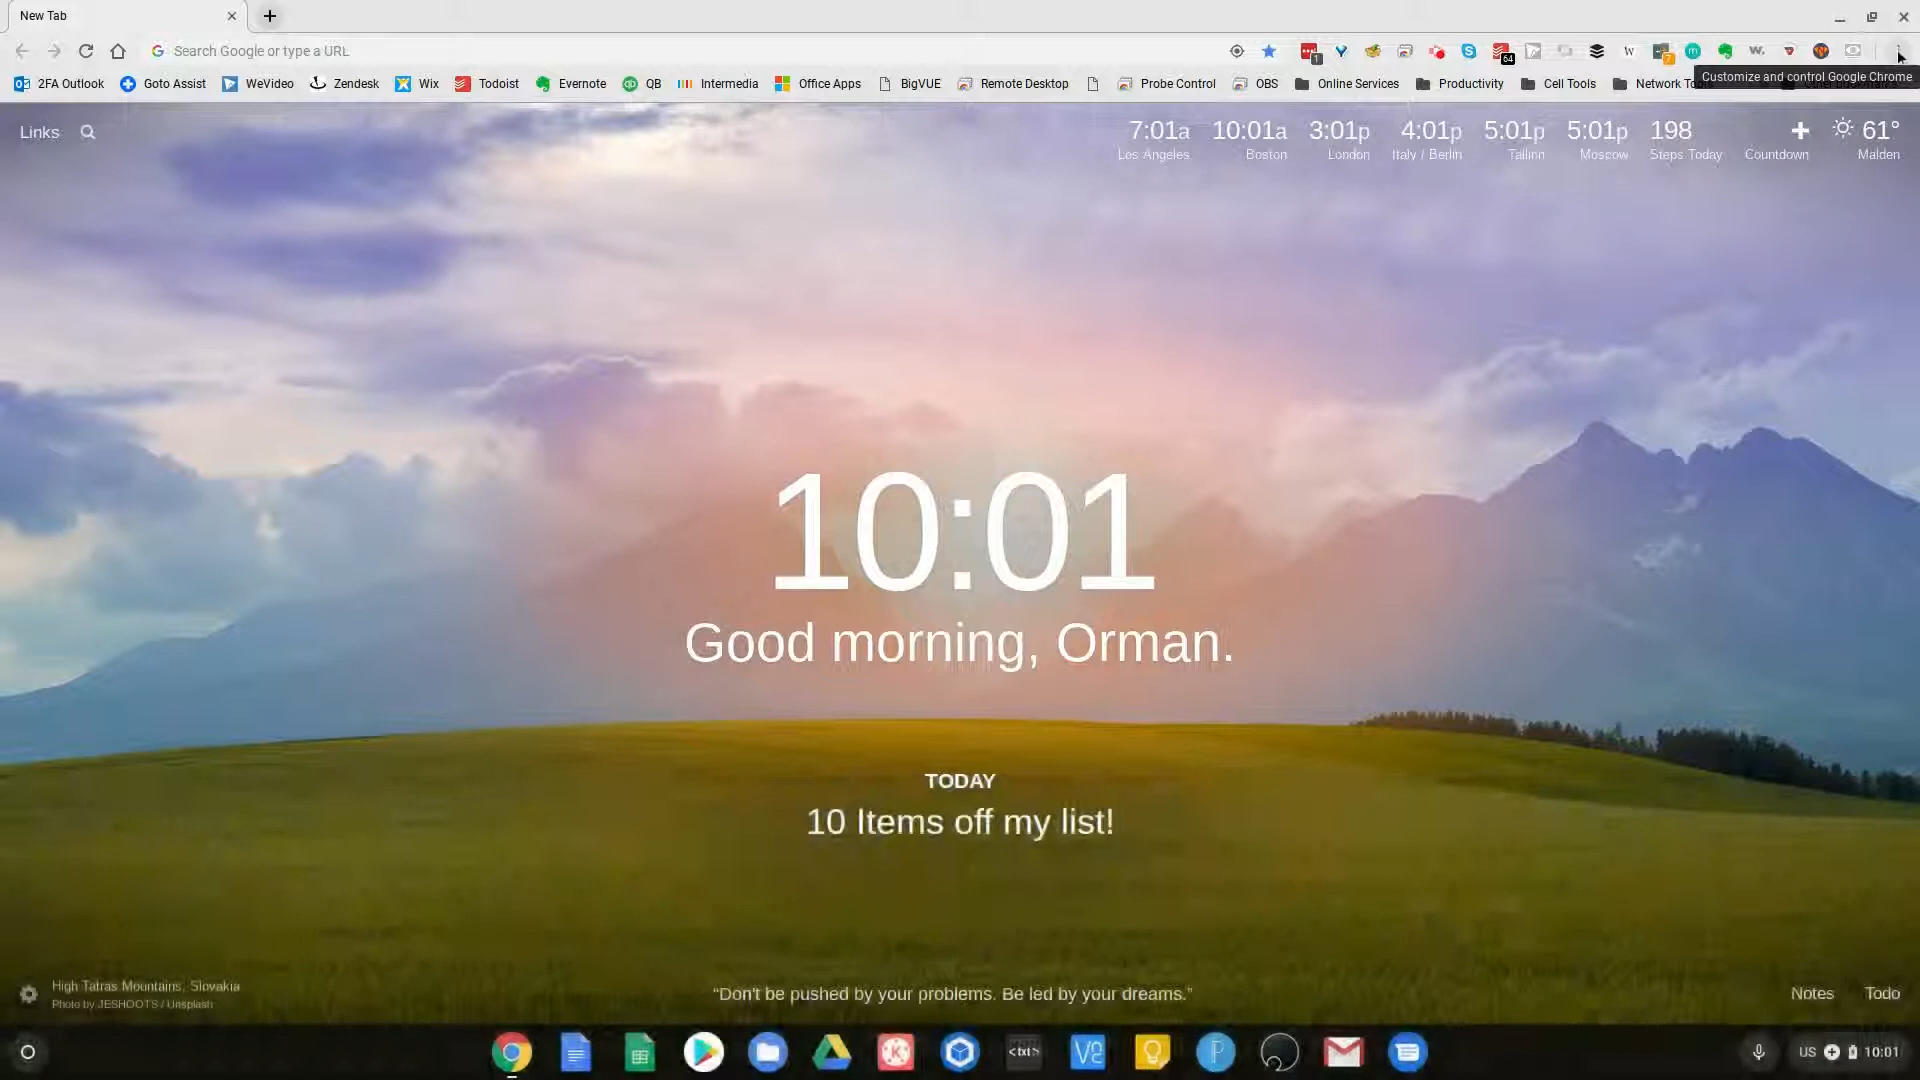 New Tab
Search Google or type a URL
1
64
W
7
m
w.
Customize and control Google Chrome
2FA Outlook
Goto Assist
WeVideo
Zendesk
Wix
Todoist
Evernote
QB
Intermedia
Office Apps
BigVUE
Remote Desktop
Probe Control
OBS
Online Services
Productivity
Cell Tools
Links
7:01a 10:01a 3:01p 4:01p 5:01p 5:01p 198 61°
Los Angeles Boston London Italy / Berlin Tallinn Moscow Steps Today Countdown Malden
10:01
Good morning, Orman.
TODAY
10 Items off my list!
High Tatras Mountains, Slovakia
Photo by JESHOOTS / Unsplash
“Don't be pushed by your problems. Be led by your dreams.”
Notes Todo
<txt>
US 10:01